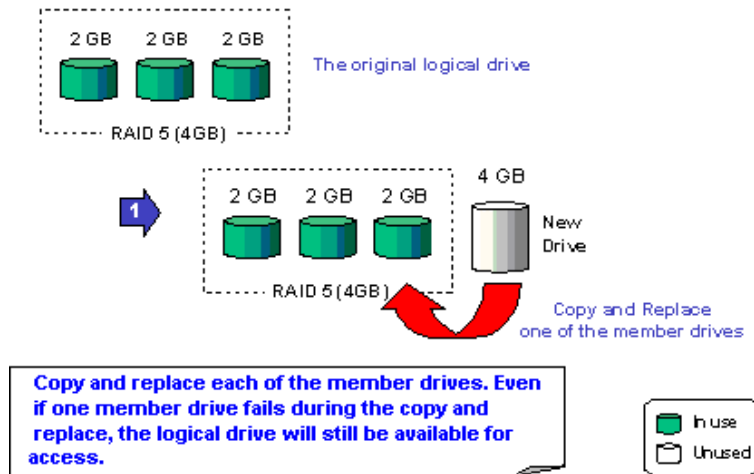 2 GB 2 GB 2 GB
The original logical drive
RAID 5 (4GB)
1
2 GB 2 GB 2 GB
4 GB
New
Drive
RAID 5 (4GB)
Copy and Replace
one of the member drives
Copy and replace each of the member drives. Even
if one member drive fails during the copy and
replace, the logical drive will still be available for
access.
In use
Unused